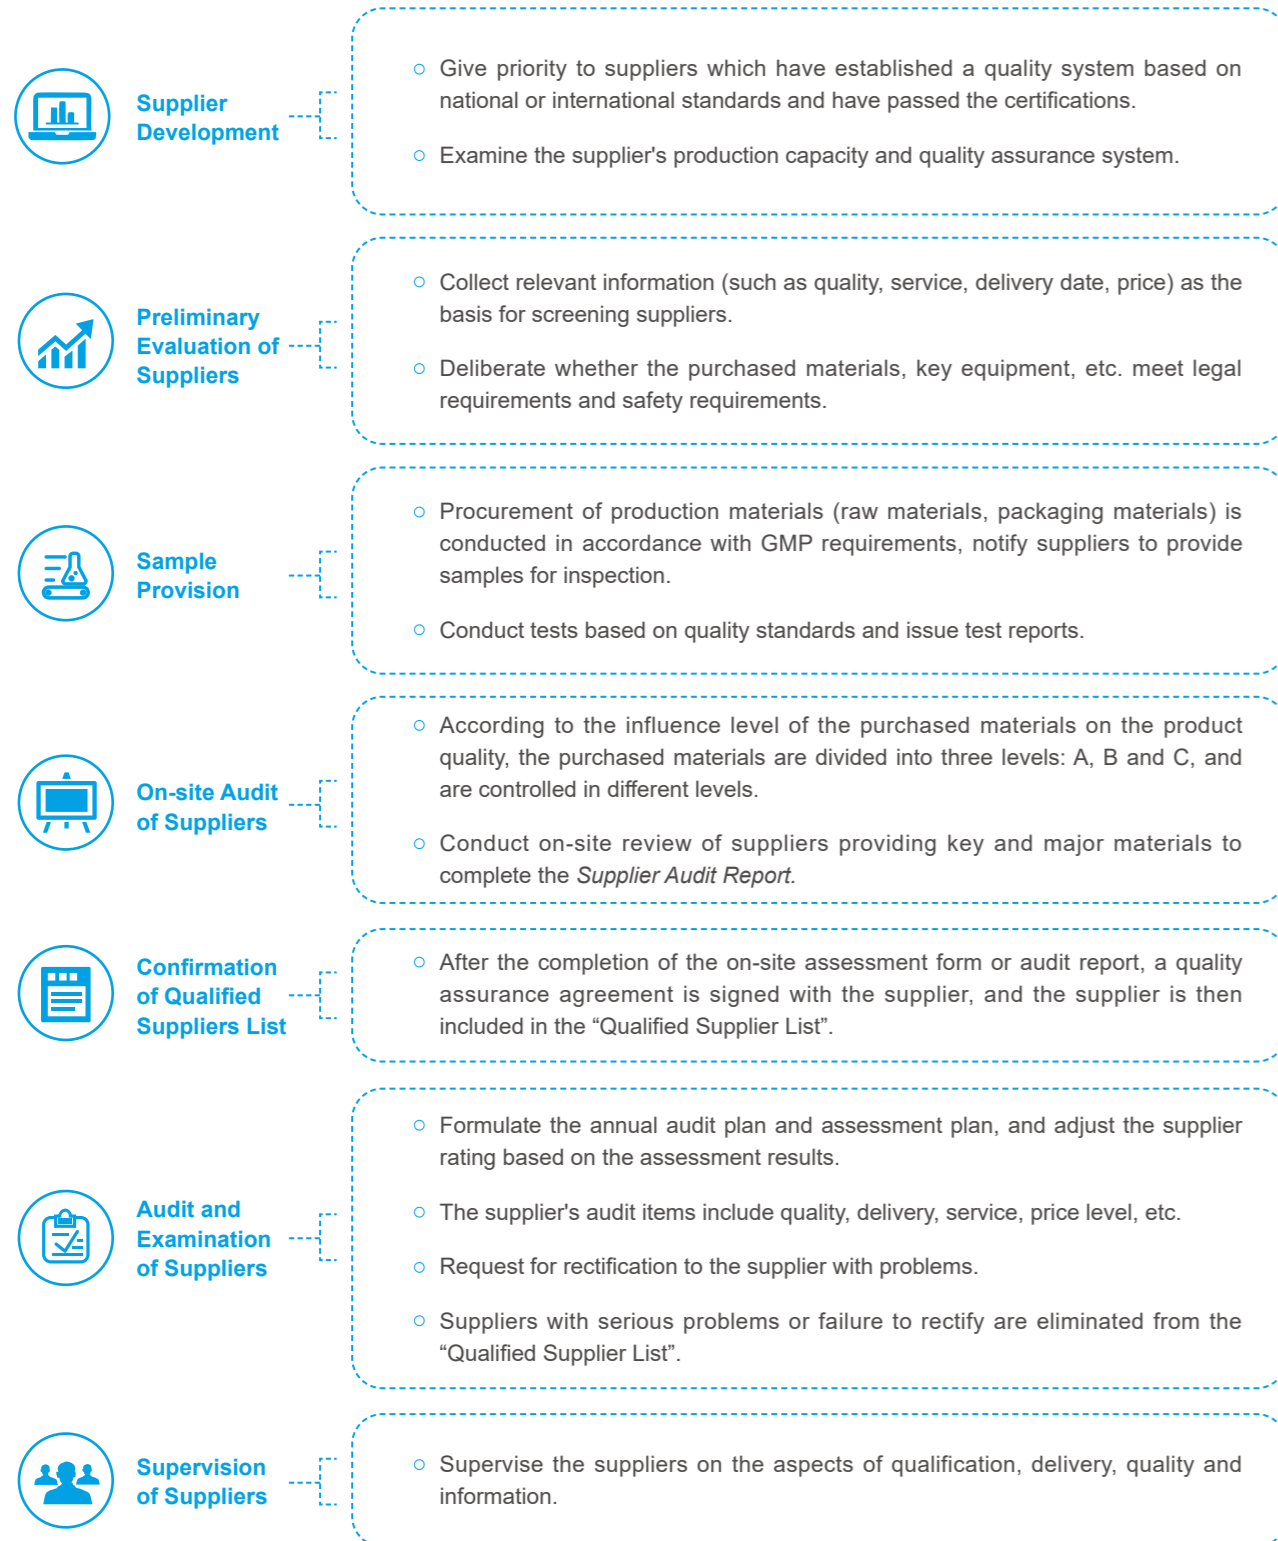 Supplier
Development
○ Give priority to suppliers which have established a quality system based on
national or international standards and have passed the certifications.
○ Examine the supplier's production capacity and quality assurance system.
Preliminary
Evaluation of
Suppliers
○ Collect relevant information (such as quality, service, delivery date, price) as the
basis for screening suppliers.
○ Deliberate whether the purchased materials, key equipment, etc. meet legal
requirements and safety requirements.
Sample
Provision
○ Procurement of production materials (raw materials, packaging materials) is
conducted in accordance with GMP requirements, notify suppliers to provide
samples for inspection.
○ Conduct tests based on quality standards and issue test reports.
On-site Audit
of Suppliers
○ According to the influence level of the purchased materials on the product
quality, the purchased materials are divided into three levels: A, B and C, and
are controlled in different levels.
○ Conduct on-site review of suppliers providing key and major materials to
complete the Supplier Audit Report.
Confirmation
of Qualified
Suppliers List
○ After the completion of the on-site assessment form or audit report, a quality
assurance agreement is signed with the supplier, and the supplier is then
included in the “Qualified Supplier List”.
Audit and
Examination
of Suppliers
○ Formulate the annual audit plan and assessment plan, and adjust the supplier
rating based on the assessment results.
○ The supplier's audit items include quality, delivery, service, price level, etc.
○ Request for rectification to the supplier with problems.
○ Suppliers with serious problems or failure to rectify are eliminated from the
“Qualified Supplier List”.
Supervision
of Suppliers
○ Supervise the suppliers on the aspects of qualification, delivery, quality and
information.